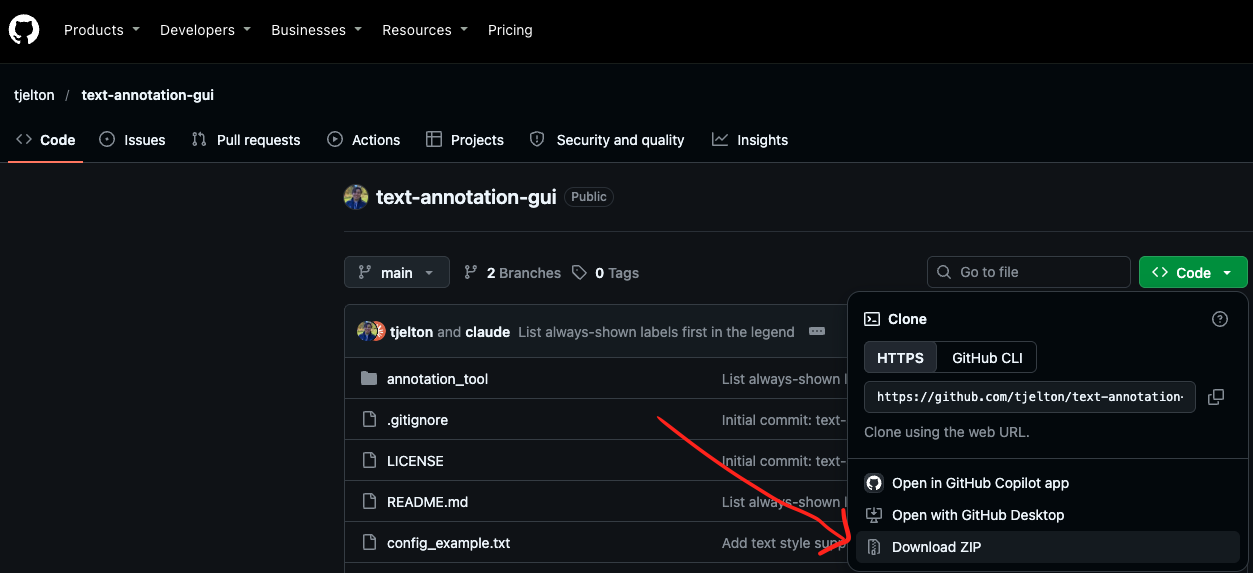 Products Developers Businesses Resources Pricing
tjelton / text-annotation-gui
Code Issues Pull requests Actions Projects Security and quality Insights
text-annotation-gui Public
main 2 Branches 0 Tags Go to file Code
tjelton and claude List always-shown labels first in the legend
annotation_tool List always-shown
.gitignore Initial commit: text-
LICENSE Initial commit: text-
README.md List always-shown
config_example.txt Add text style
Clone
HTTPS GitHub CLI
https://github.com/tjelton/text-annotation-
Clone using the web URL.
Open in GitHub Copilot app
Open with GitHub Desktop
Download ZIP